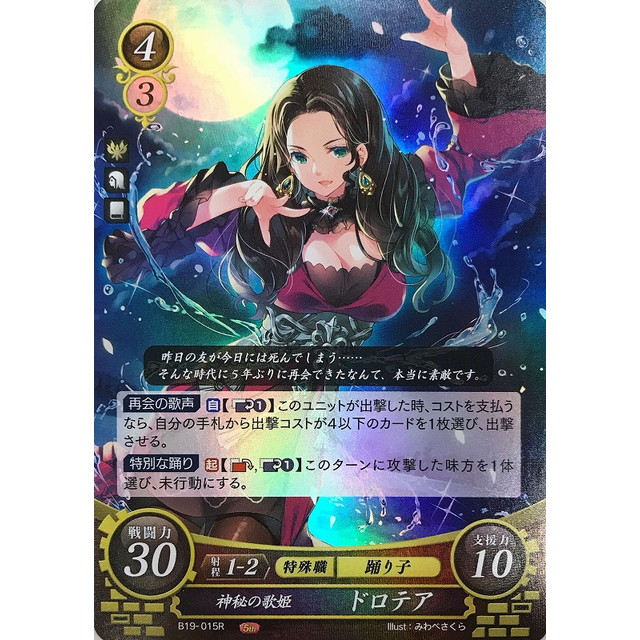 4
3
昨日の友が今日には死んでしまう……
そんな時代に５年ぶりに再会できたなんて、本当に素敵です。
再会の歌声 自【1】このユニットが出撃した時、コストを支払う
なら、自分の手札から出撃コストが4以下のカードを1枚選び、出撃
させる。
特別な踊り 起【,1】このターンに攻撃した味方を1体
選び、未行動にする。
戦闘力
30
射程 1-2
特殊職
踊り子
支援力
10
神秘の歌姫 ドロテア
B19-015R 5th Illust：みわべさくら